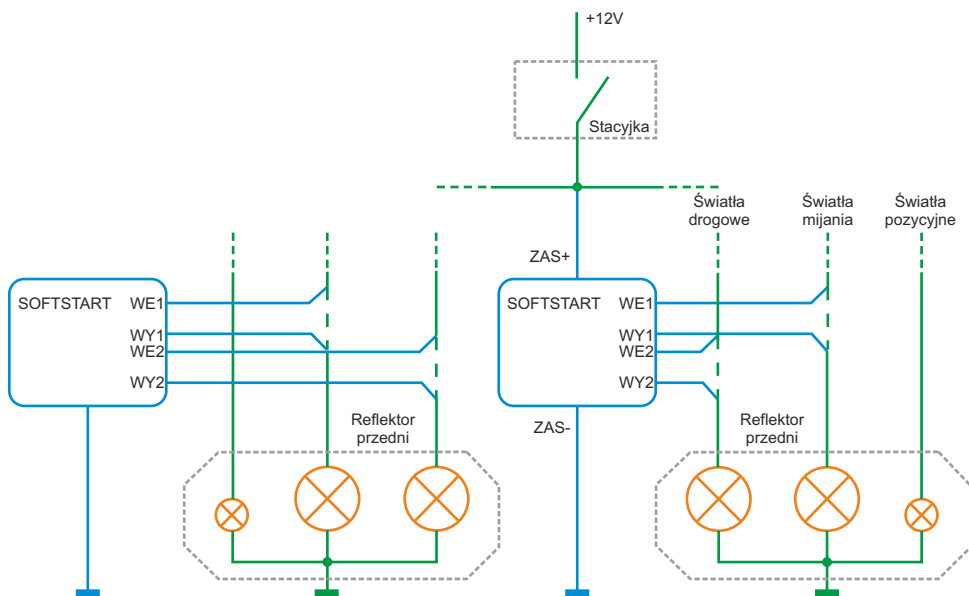 +12V
Stacyjka
Światła
drogowe
Światła
mijania
Światła
pozycyjne
ZAS+
SOFTSTART
WE1
WY1
WE2
WY2
SOFTSTART
WE1
WY1
WE2
WY2
ZAS-
Reflektor
przedni
Reflektor
przedni